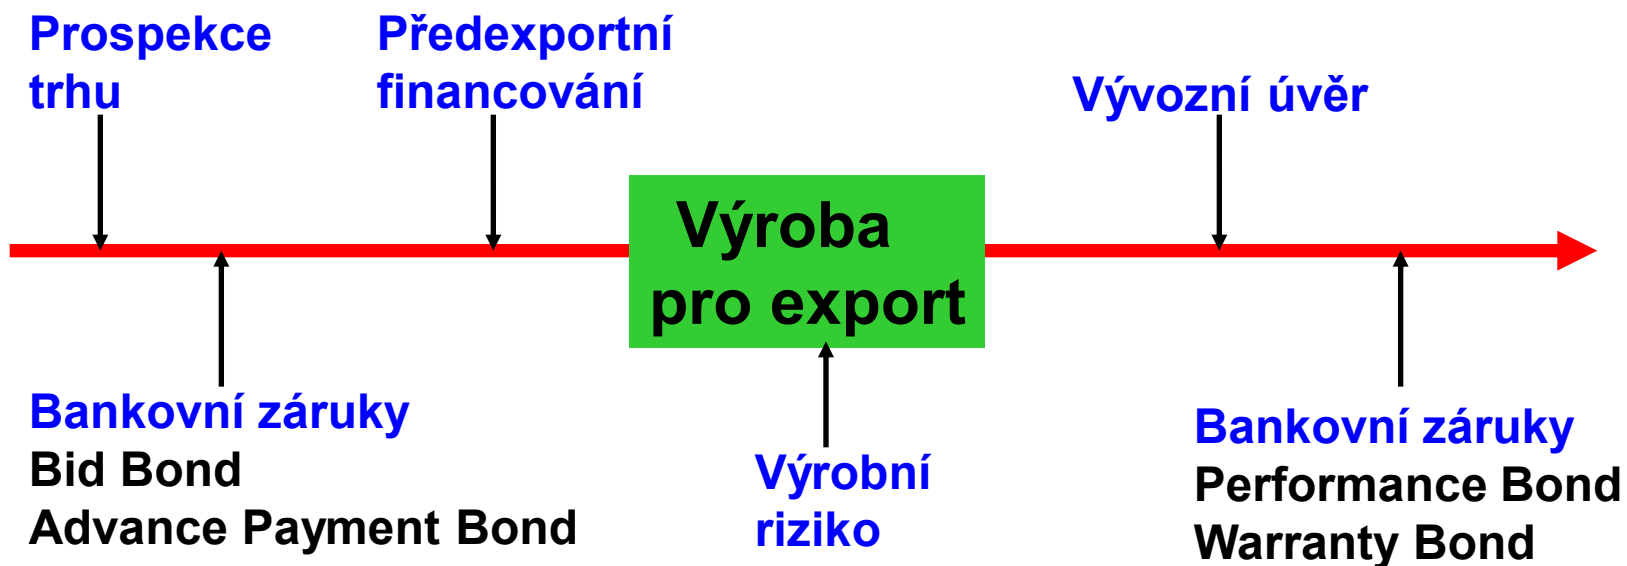 Prospekce
trhu
Předexportní
financování
Vývozní úvěr
Výroba
pro export
Bankovní záruky
Bid Bond
Advance Payment Bond
Výrobní
riziko
Bankovní záruky
Performance Bond
Warranty Bond